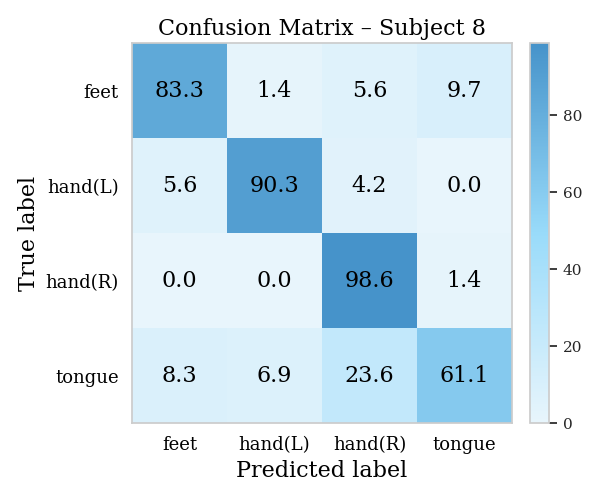 Confusion Matrix – Subject 8
feet 83.3 1.4 5.6 9.7
hand(L) 5.6 90.3 4.2 0.0
hand(R) 0.0 0.0 98.6 1.4
tongue 8.3 6.9 23.6 61.1
feet hand(L) hand(R) tongue
Predicted label
True label
80
60
40
20
0